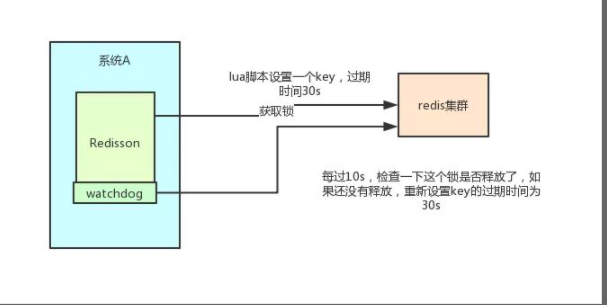 系统A
lua脚本设置一个key，过期
时间30s
获取锁
Redisson
redis集群
watchdog
每过10s，检查一下这个锁是否释放了，如
果还没有释放，重新设置key的过期时间为
30s